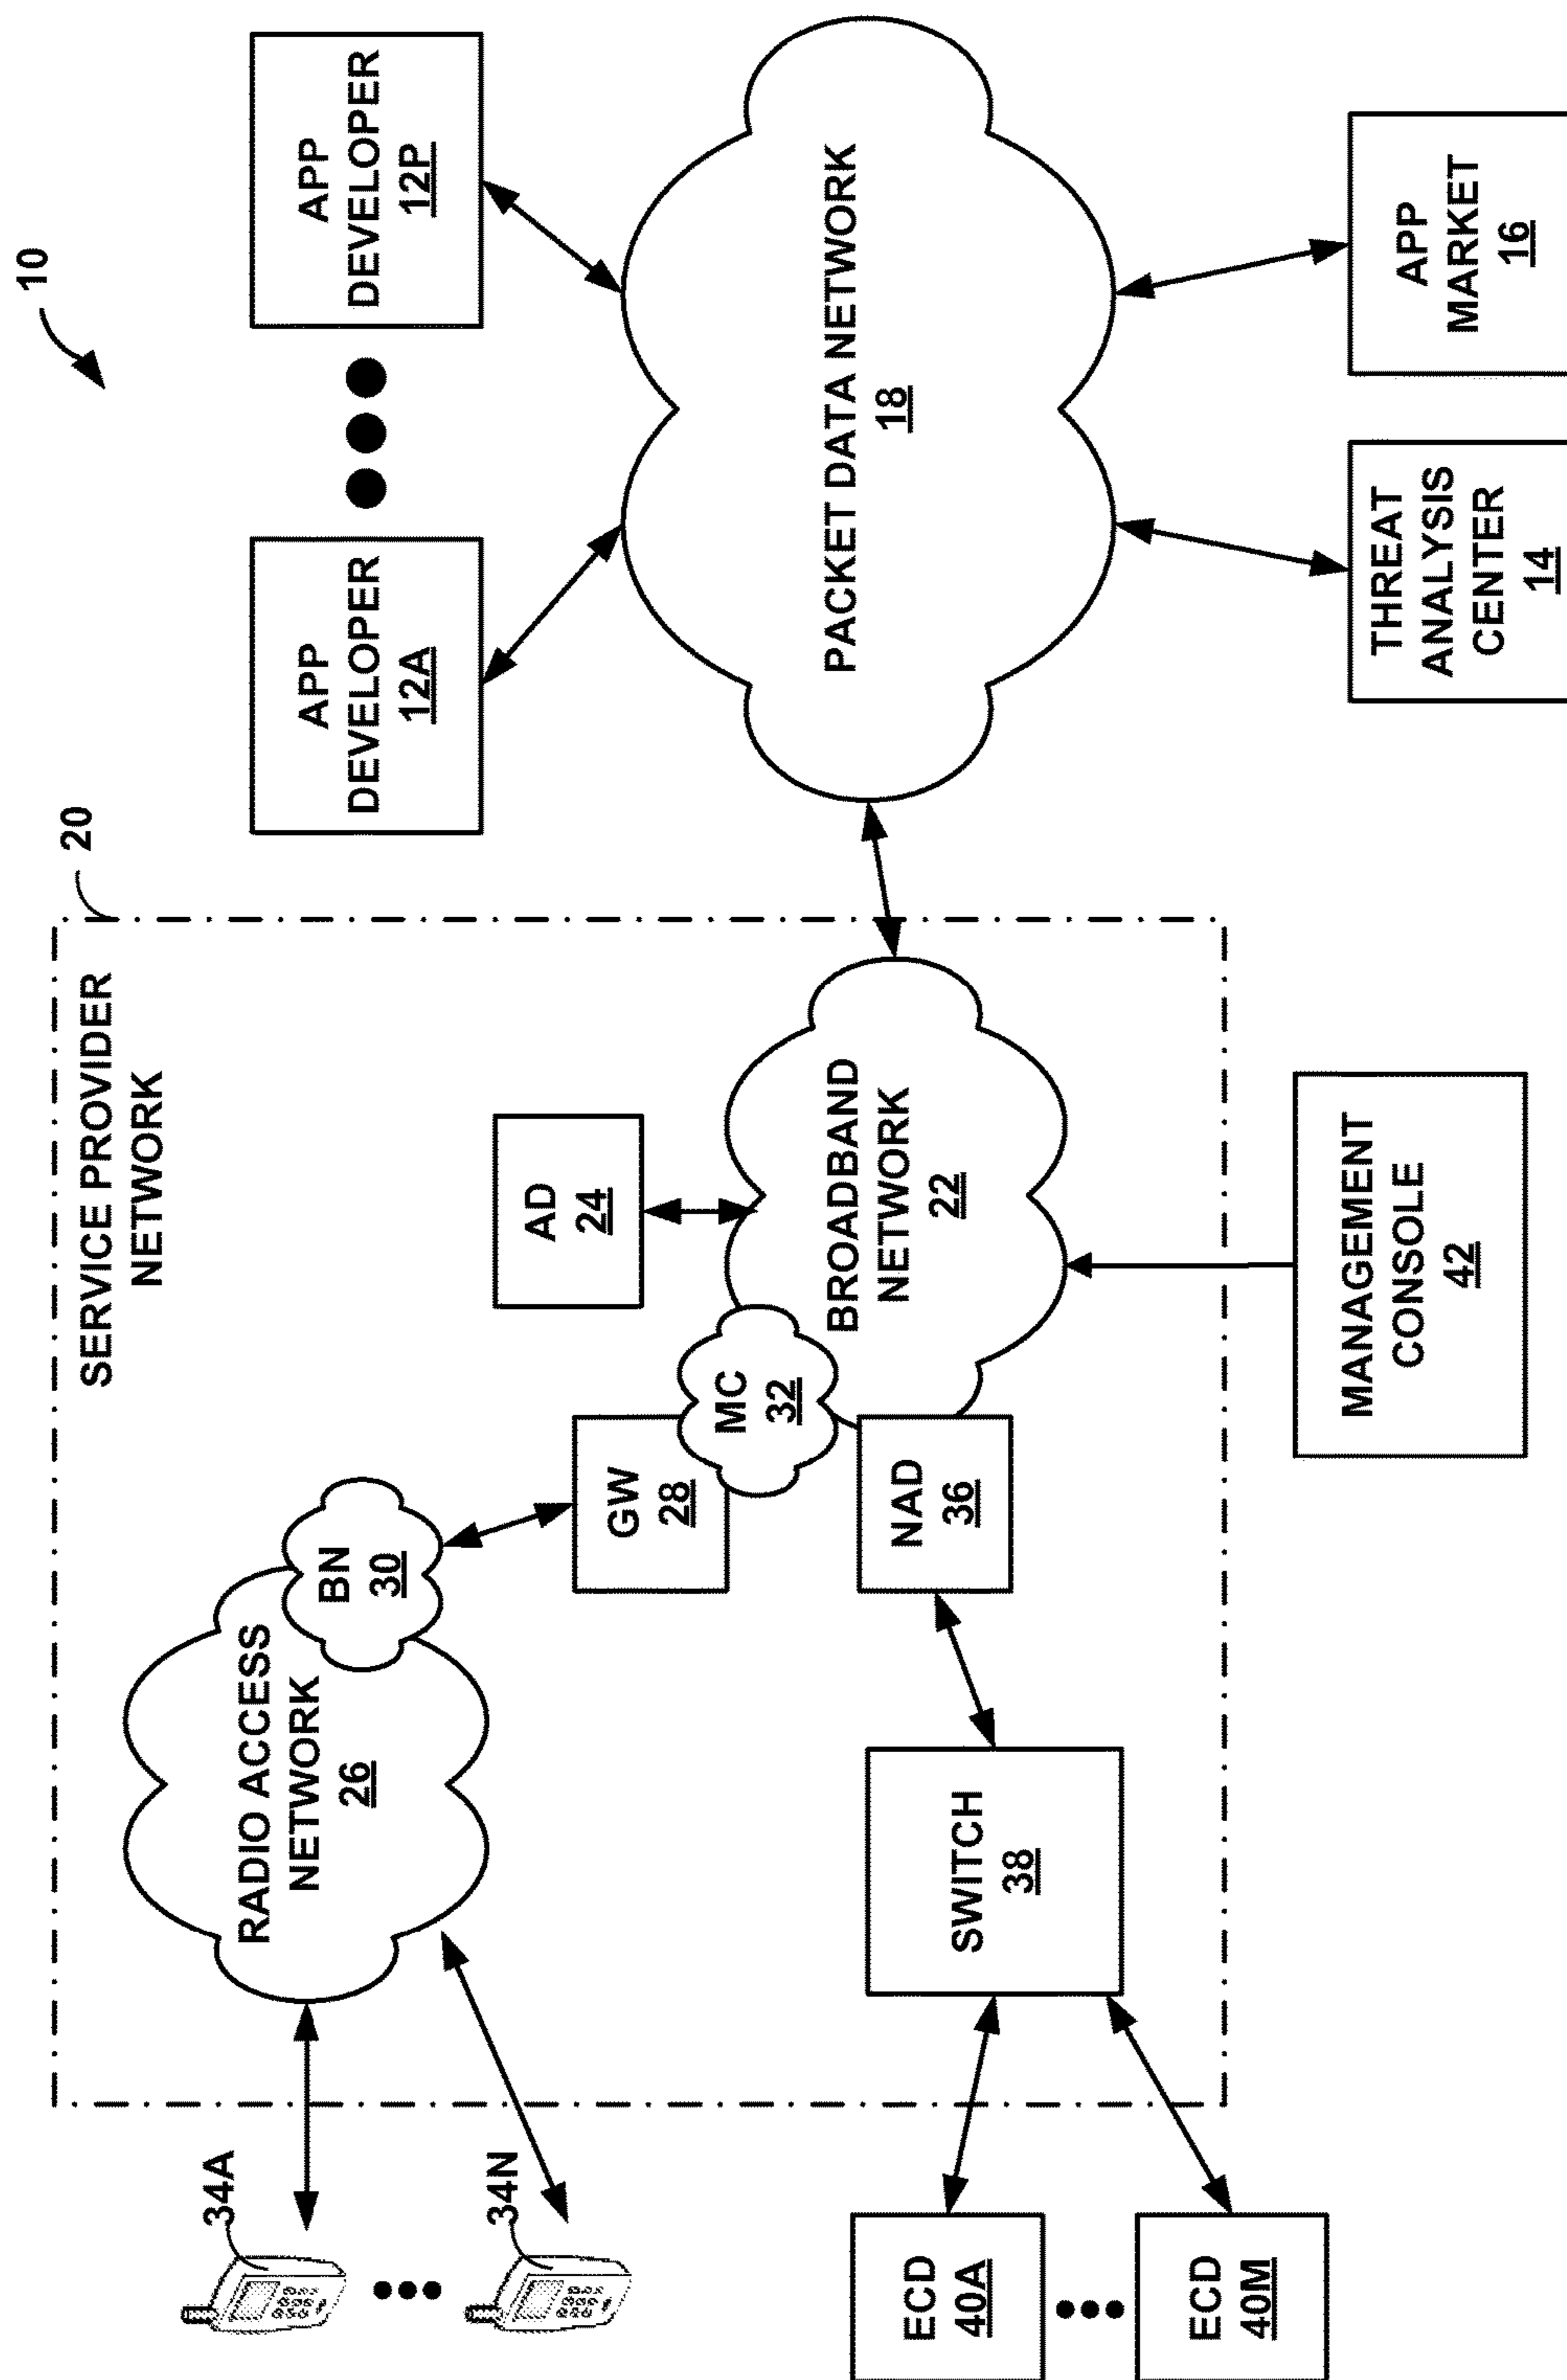 10
SERVICE PROVIDER
NETWORK
20
APP
DEVELOPER
12A
APP
DEVELOPER
12P
34A
34N
RADIO ACCESS
NETWORK
26
BN
30
GW
28
MC
32
AD
24
BROADBAND
NETWORK
22
PACKET DATA NETWORK
18
NAD
36
SWITCH
38
ECD
40A
ECD
40M
MANAGEMENT
CONSOLE
42
THREAT
ANALYSIS
CENTER
14
APP
MARKET
16